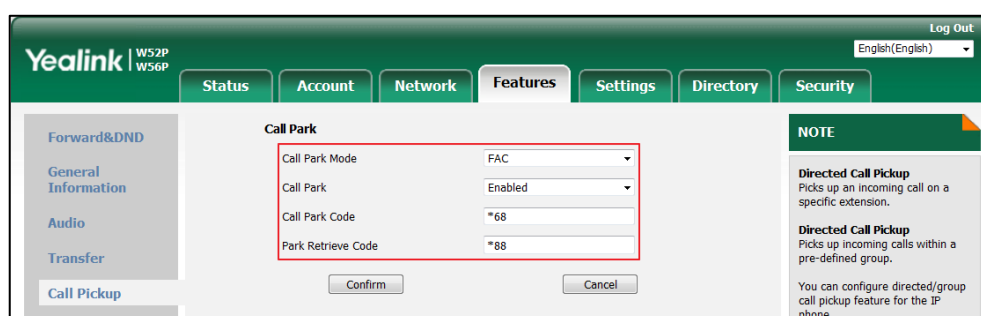 Log Out
English(English)
Yealink | W52P
W56P
Status Account Network Features Settings Directory Security
Forward&DND
General
Information
Audio
Transfer
Call Pickup
Call Park
Call Park Mode FAC
Call Park Enabled
Call Park Code *68
Park Retrieve Code *88
Confirm Cancel
NOTE
Directed Call Pickup
Picks up an incoming call on a
specific extension.
Directed Call Pickup
Picks up incoming calls within a
pre-defined group.
You can configure directed/group
call pickup feature for the IP
phone